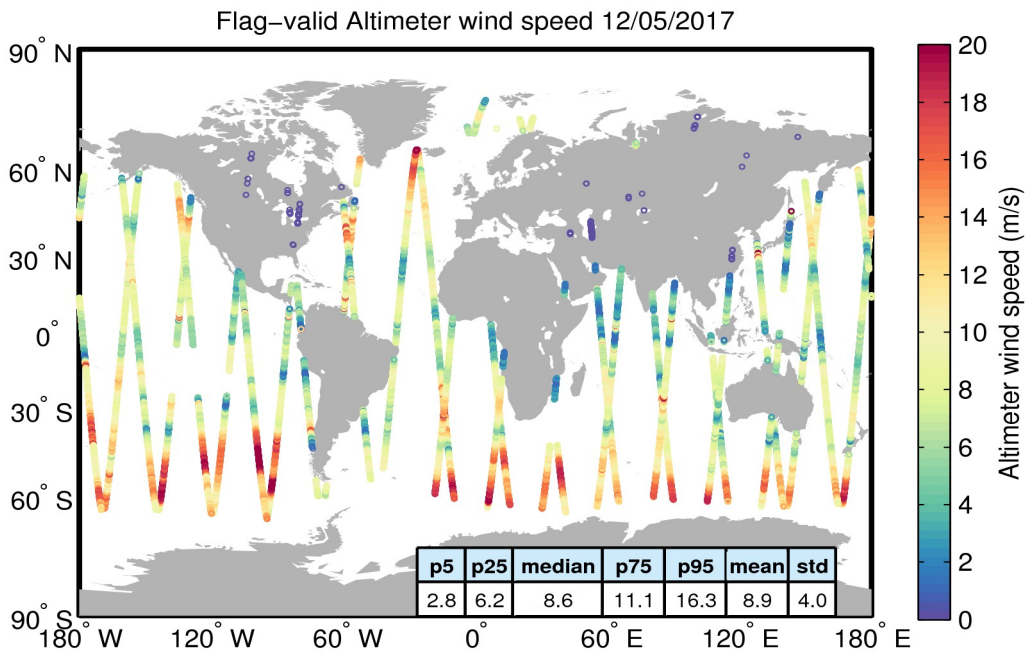 Flag−valid Altimeter wind speed 12/05/2017
90° N
60° N
30° N
0°
30° S
60° S
90° S
180° W
120° W
60° W
0°
60° E
120° E
180° E
p5 p25 median p75 p95 mean std
2.8 6.2 8.6 11.1 16.3 8.9 4.0
20
18
16
14
12
10
8
6
4
2
0
Altimeter wind speed (m/s)